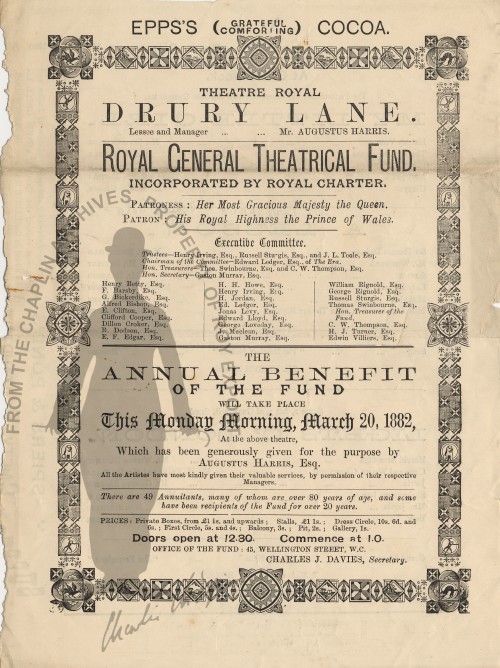 EPPS'S (GRATEFUL COMFORTING) COCOA.
THEATRE ROYAL
DRURY LANE.
Lessee and Manager ... ... Mr. AUGUSTUS HARRIS.
ROYAL GENERAL THEATRICAL FUND.
INCORPORATED BY ROYAL CHARTER.
PATRONESS : Her Most Gracious Majesty the Queen.
PATRON : His Royal Highness the Prince of Wales.
Executive Committee.
Trustees—Henry Irving, Esq., Russell Sturgis, Esq., and J. L. Toole, Esq.
Chairman of the Committee—Edward Ledger, Esq., of The Era.
Hon. Treasurers—Thos. Swinbourne, Esq., and C. W. Thompson, Esq.
Hon. Secretary—Gaston Murray, Esq.
Henry Betty, Esq.
F. Barsby, Esq.
G. Bickerdike, Esq.
Alfred Bishop, Esq.
E. Clifton, Esq.
Clifford Cooper, Esq.
Dillon Croker, Esq.
B. Dodson, Esq.
E. F. Edgar, Esq.
H. H. Howe, Esq.
Henry Irving, Esq.
H. Jordan, Esq.
Ed. Ledger, Esq.
Jonas Levy, Esq.
Edward Lloyd, Esq.
George Loveday, Esq.
J. Maclean, Esq.
Gaston Murray, Esq.
William Rignold, Esq.
George Rignold, Esq.
Russell Sturgis, Esq.
Thomas Swinbourne, Esq.
Hon. Treasurer of the
Fund.
C. W. Thompson, Esq.
H. J. Turner, Esq.
Edwin Villiers, Esq.
THE
ANNUAL BENEFIT
OF THE FUND
WILL TAKE PLACE
This Monday Morning, March 20, 1882,
At the above theatre,
Which has been generously given for the purpose by
AUGUSTUS HARRIS, Esq.
All the Artistes have most kindly given their valuable services, by permission of their respective
Managers.
There are 49 Annuitants, many of whom are over 80 years of age, and some
have been recipients of the Fund for over 20 years.
PRICES: Private Boxes, from £1 1s. and upwards ; Stalls, £1 1s. ; Dress Circle, 10s. 6d. and
6s. ; First Circle, 5s. and 4s. ; Balcony, 3s. ; Pit, 2s. ; Gallery, 1s.
Doors open at 12.30. Commence at 1.0.
OFFICE OF THE FUND : 45, WELLINGTON STREET, W.C.
CHARLES J. DAVIES, Secretary.
FROM THE CHAPLIN ARCHIVES, PROPERTY OF ROY EXPORT
Charlie Chaplin